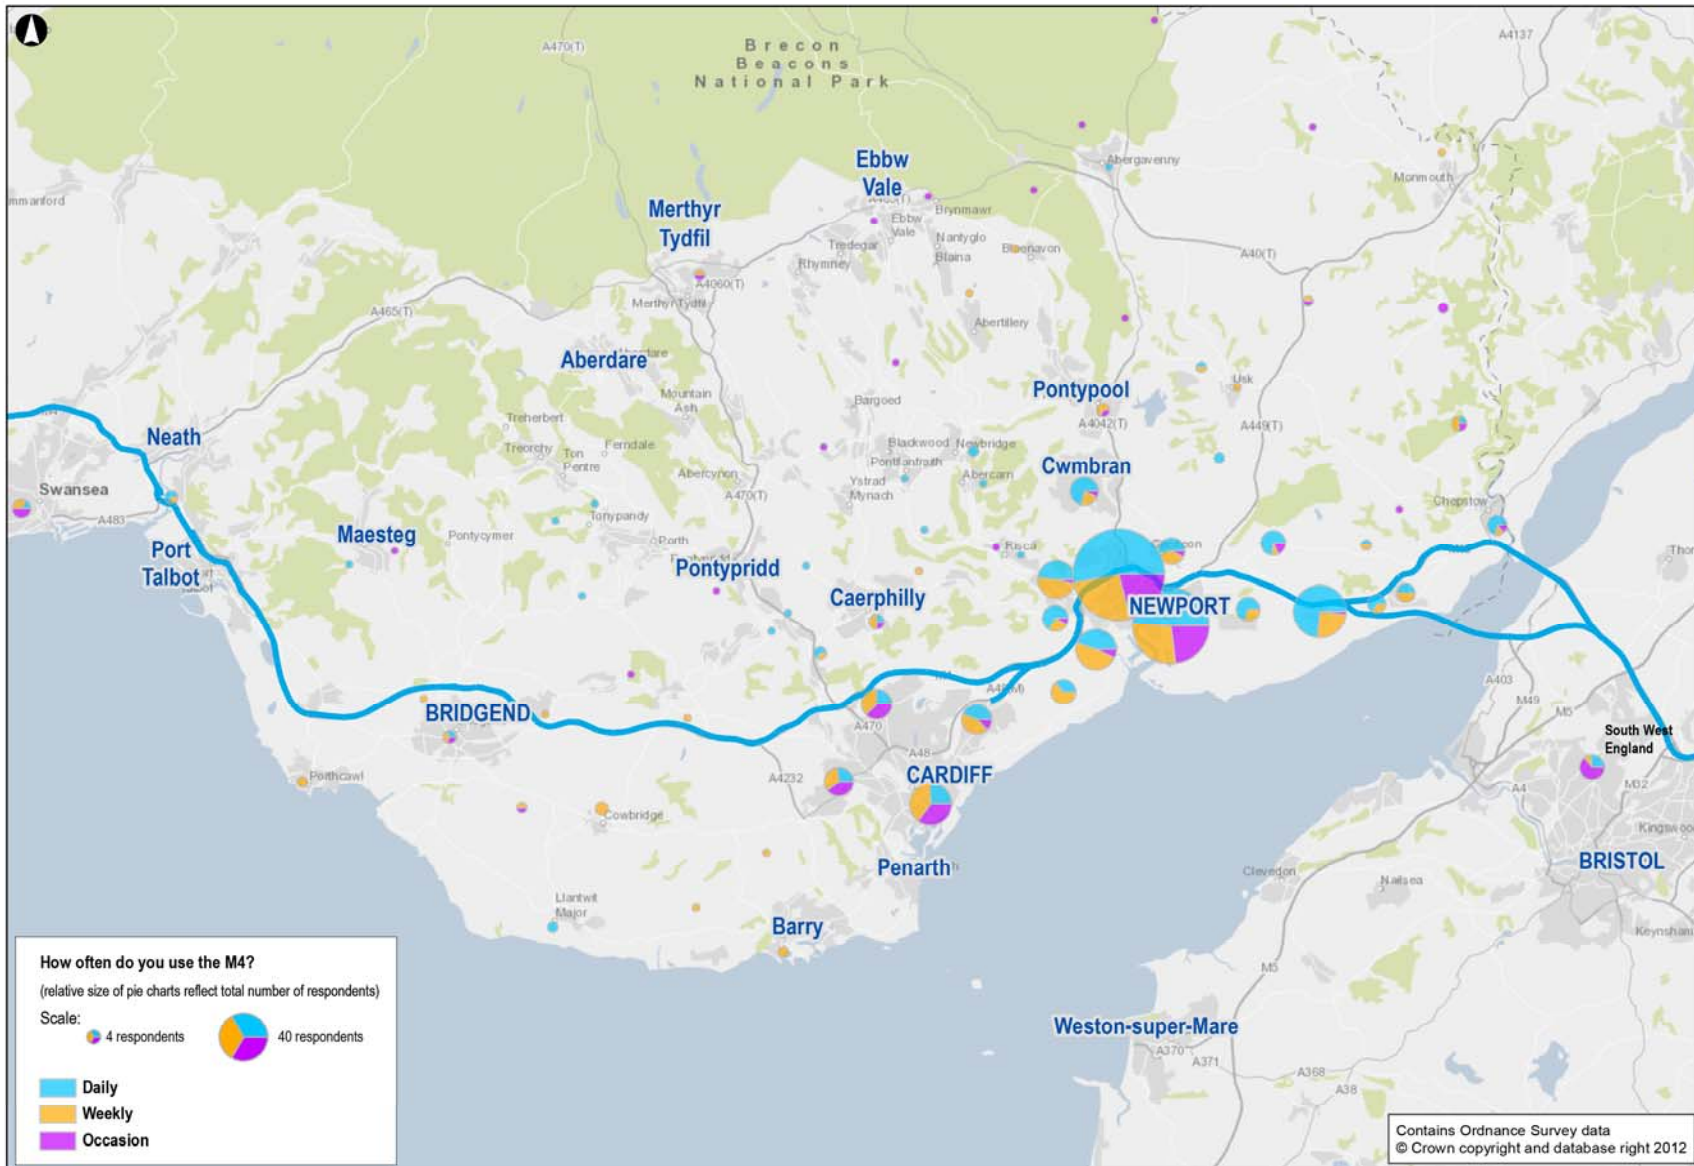 A470(T)
Brecon
Beacons
National Park
A4137
Abergavenny
Monmouth
Ebbw
Vale
Brynmawr
Ebbw
Vale
Nantyglo
Blaina
Tredegar
Rhymney
Blaenavon
A40(T)
mmanford
Merthyr
Tydfil
A4060(T)
Merthyr Tydfil
A465(T)
Abertillery
Aberdare
Mountain
Ash
Pontypool
A4042(T)
Usk
A449(T)
Neath
Treherbert
Treorchy
Ton
Pentre
Ferndale
Bargoed
Blackwood
Newbridge
Pontllanfraith
Abercarn
Cwmbran
Swansea
A483
Abercynon
A470(T)
Ystrad
Mynach
Chepstow
Maesteg
Pontycymer
Tonypandy
Porth
Port
Talbot
Pontypridd
Risca
Caerphilly
NEWPORT
Thor
A403
M49
M5
BRIDGEND
A48(M)
A470
A48
South West
England
Porthcawl
A4232
CARDIFF
A4
M32
Cowbridge
Kingswo
Penarth
BRISTOL
Clevedon
Nailsea
Llantwit
Major
Barry
Keynsham
M5
Weston-super-Mare
A370
A371
A368
A38
How often do you use the M4?
(relative size of pie charts reflect total number of respondents)
Scale:
4 respondents
40 respondents
Daily
Weekly
Occasion
Contains Ordnance Survey data
© Crown copyright and database right 2012